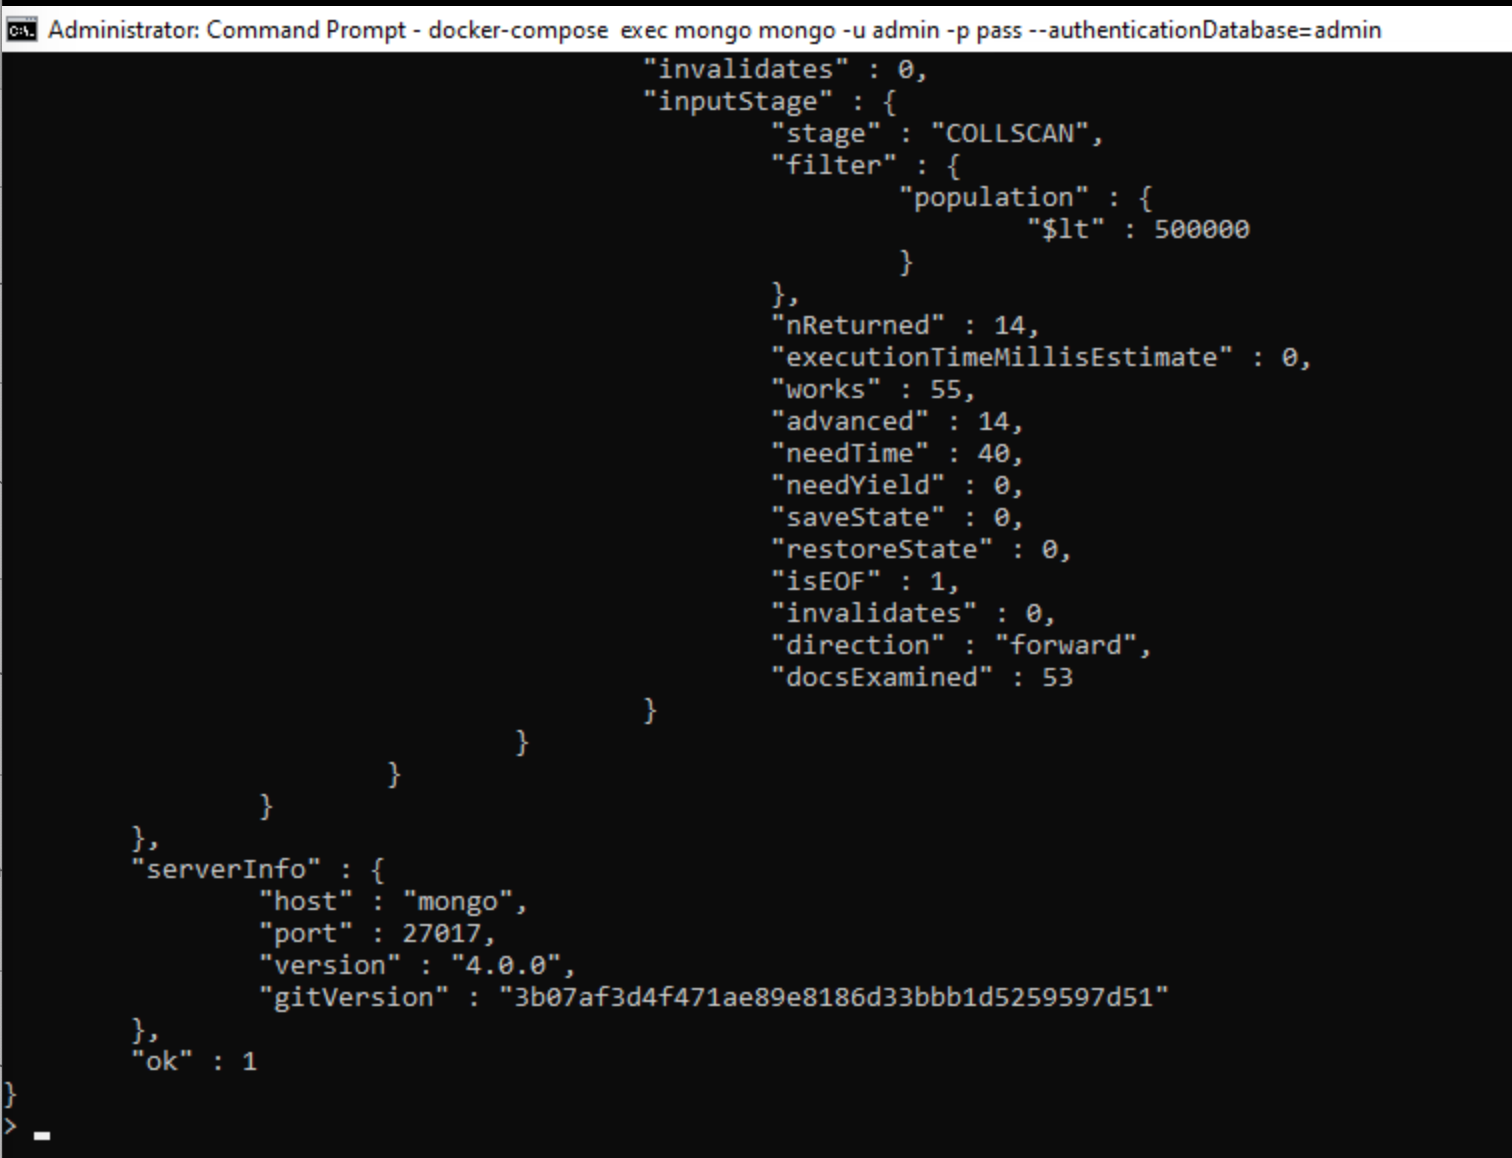 Administrator: Command Prompt - docker-compose  exec mongo mongo -u admin -p pass --authenticationDatabase=admin
"invalidates" : 0,
"inputStage" : {
"stage" : "COLLSCAN",
"filter" : {
"population" : {
"$lt" : 500000
}
},
"nReturned" : 14,
"executionTimeMillisEstimate" : 0,
"works" : 55,
"advanced" : 14,
"needTime" : 40,
"needYield" : 0,
"saveState" : 0,
"restoreState" : 0,
"isEOF" : 1,
"invalidates" : 0,
"direction" : "forward",
"docsExamined" : 53
}
}
}
}
},
"serverInfo" : {
"host" : "mongo",
"port" : 27017,
"version" : "4.0.0",
"gitVersion" : "3b07af3d4f471ae89e8186d33bbb1d5259597d51"
},
"ok" : 1
}
>